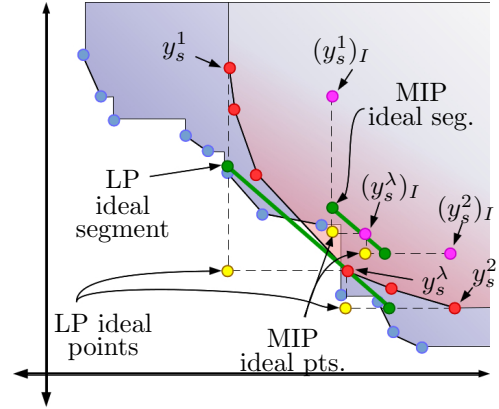 $y_s^1$
$(y_s^1)_I$
MIP
ideal seg.
LP
ideal
segment
$(y_s^λ)_I$
$(y_s^2)_I$
$y_s^λ$
$y_s^2$
LP ideal
points
MIP
ideal pts.